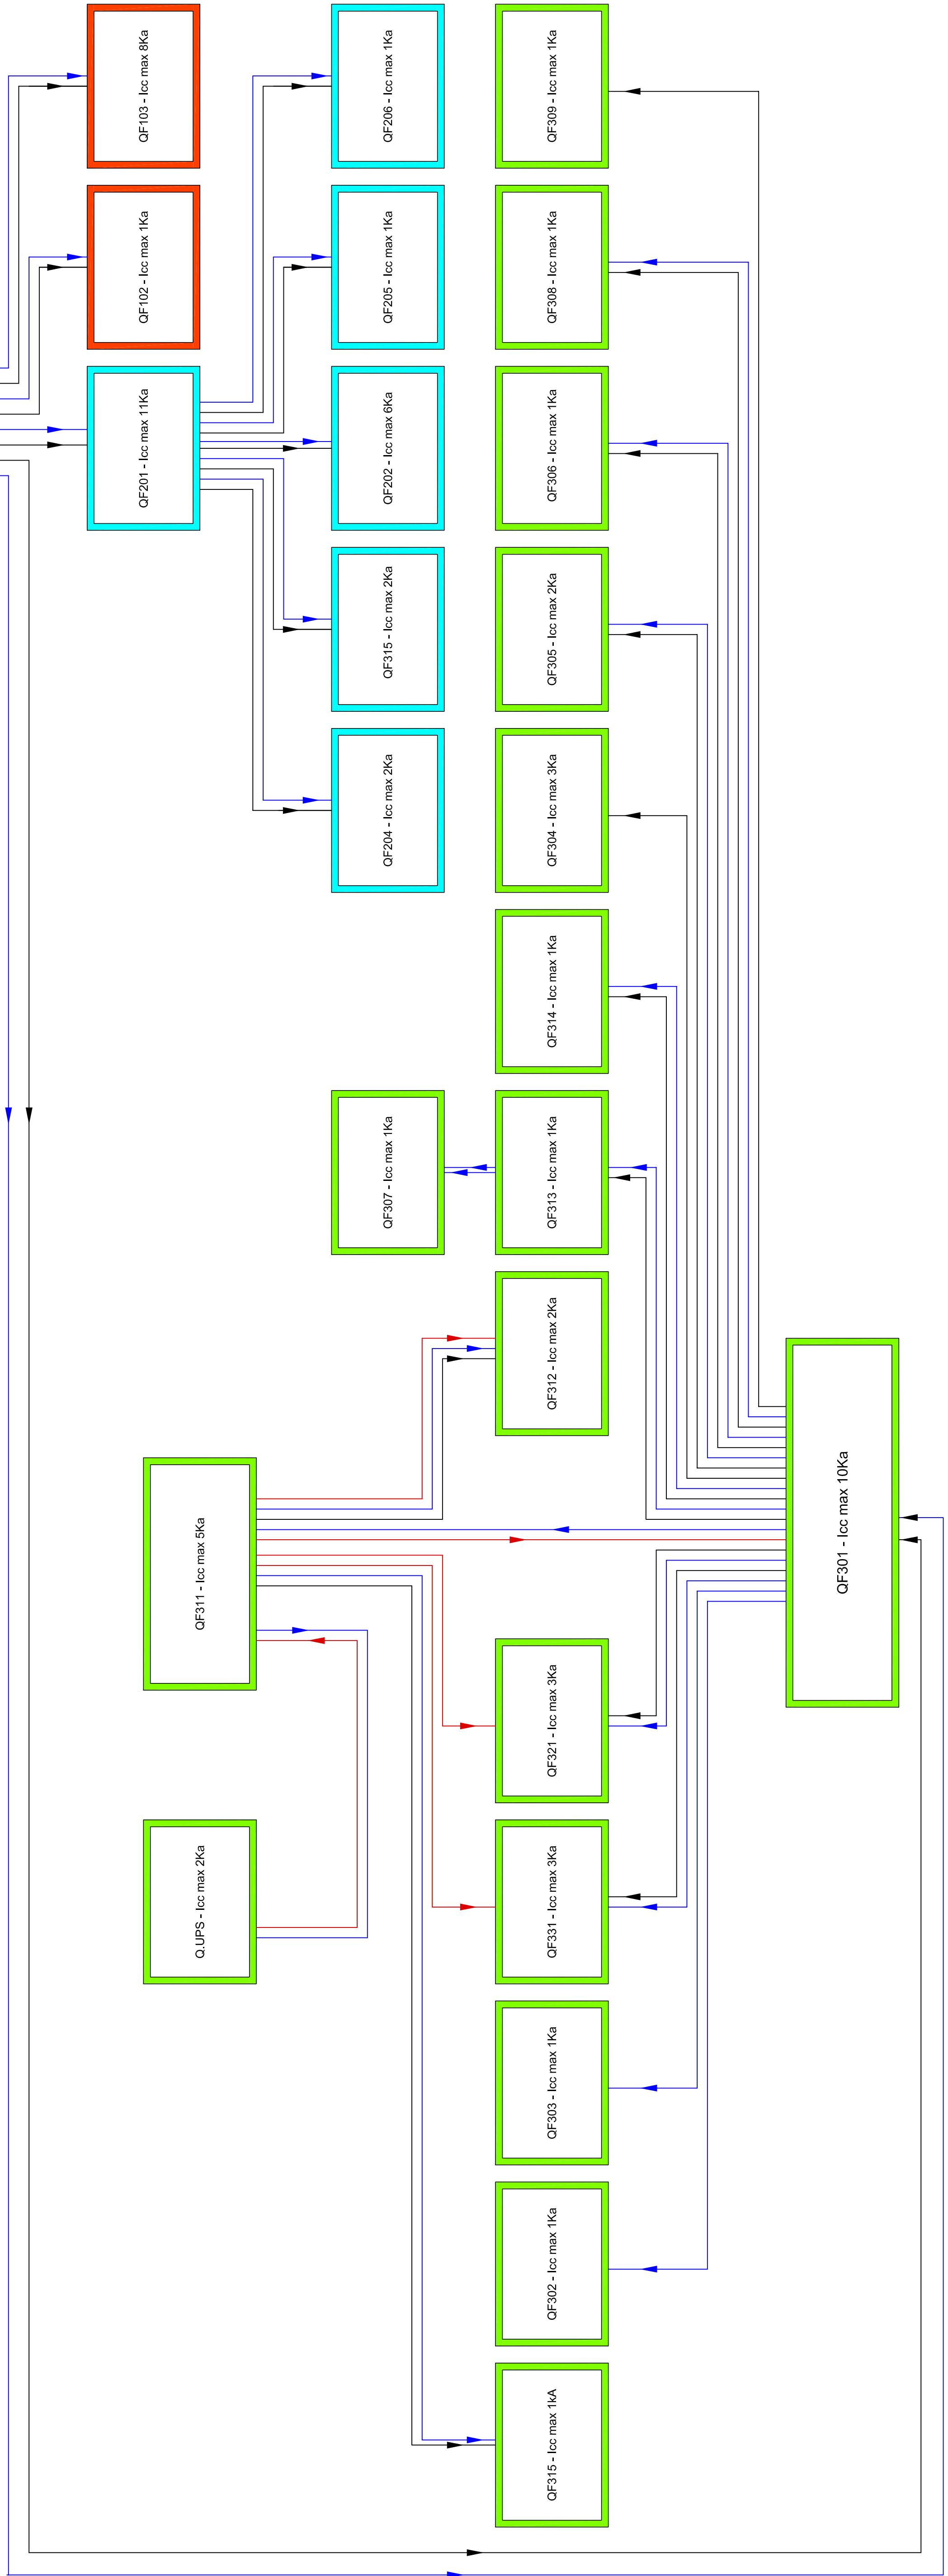 QF103 - Icc max 8Ka
QF102 - Icc max 1Ka
QF201 - Icc max 11Ka
QF206 - Icc max 1Ka
QF205 - Icc max 1Ka
QF202 - Icc max 6Ka
QF315 - Icc max 2Ka
QF204 - Icc max 2Ka
QF309 - Icc max 1Ka
QF308 - Icc max 1Ka
QF306 - Icc max 1Ka
QF305 - Icc max 2Ka
QF304 - Icc max 3Ka
QF314 - Icc max 1Ka
QF307 - Icc max 1Ka
QF313 - Icc max 1Ka
QF312 - Icc max 2Ka
QF311 - Icc max 5Ka
QF301 - Icc max 10Ka
QF321 - Icc max 3Ka
Q.UPS - Icc max 2Ka
QF331 - Icc max 3Ka
QF303 - Icc max 1Ka
QF302 - Icc max 1Ka
QF315 - Icc max 1kA